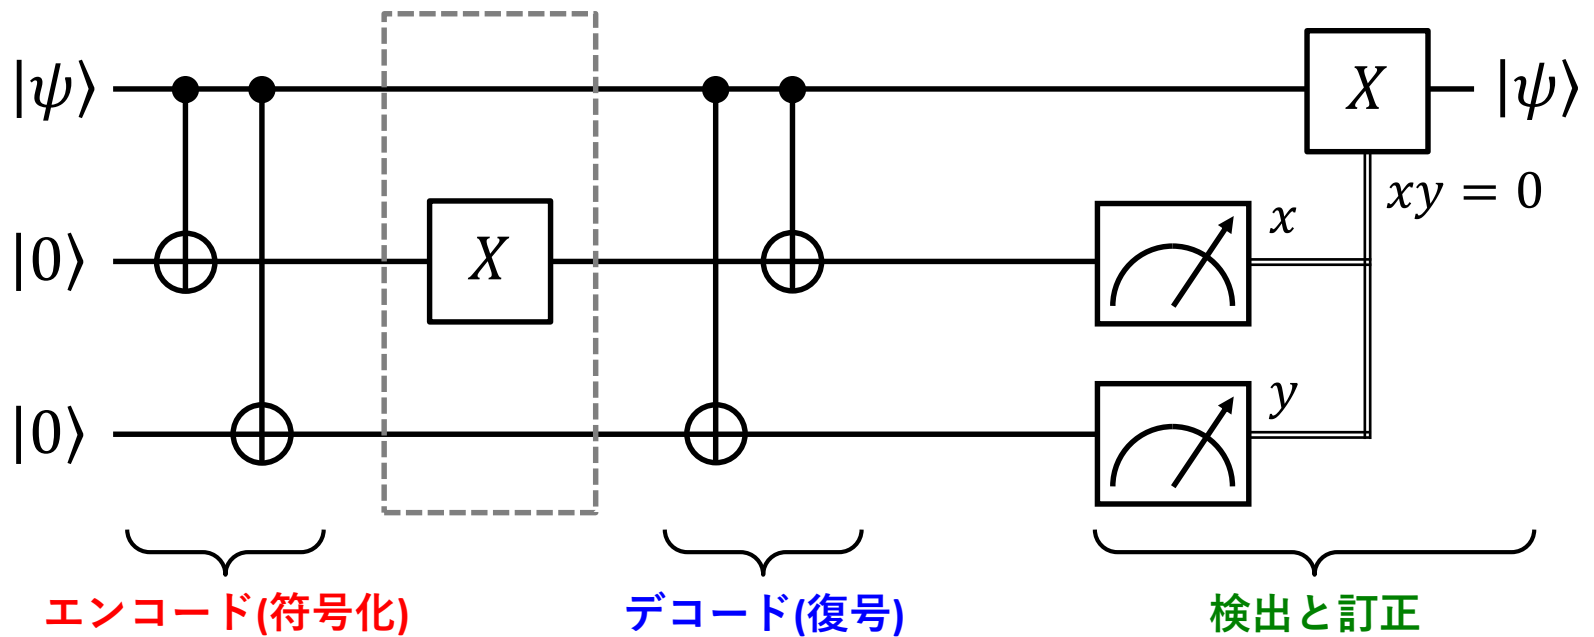 |ψ⟩
X
|ψ⟩
xy = 0
|0⟩
X
x
|0⟩
y
エンコード(符号化)
デコード(復号)
検出と訂正